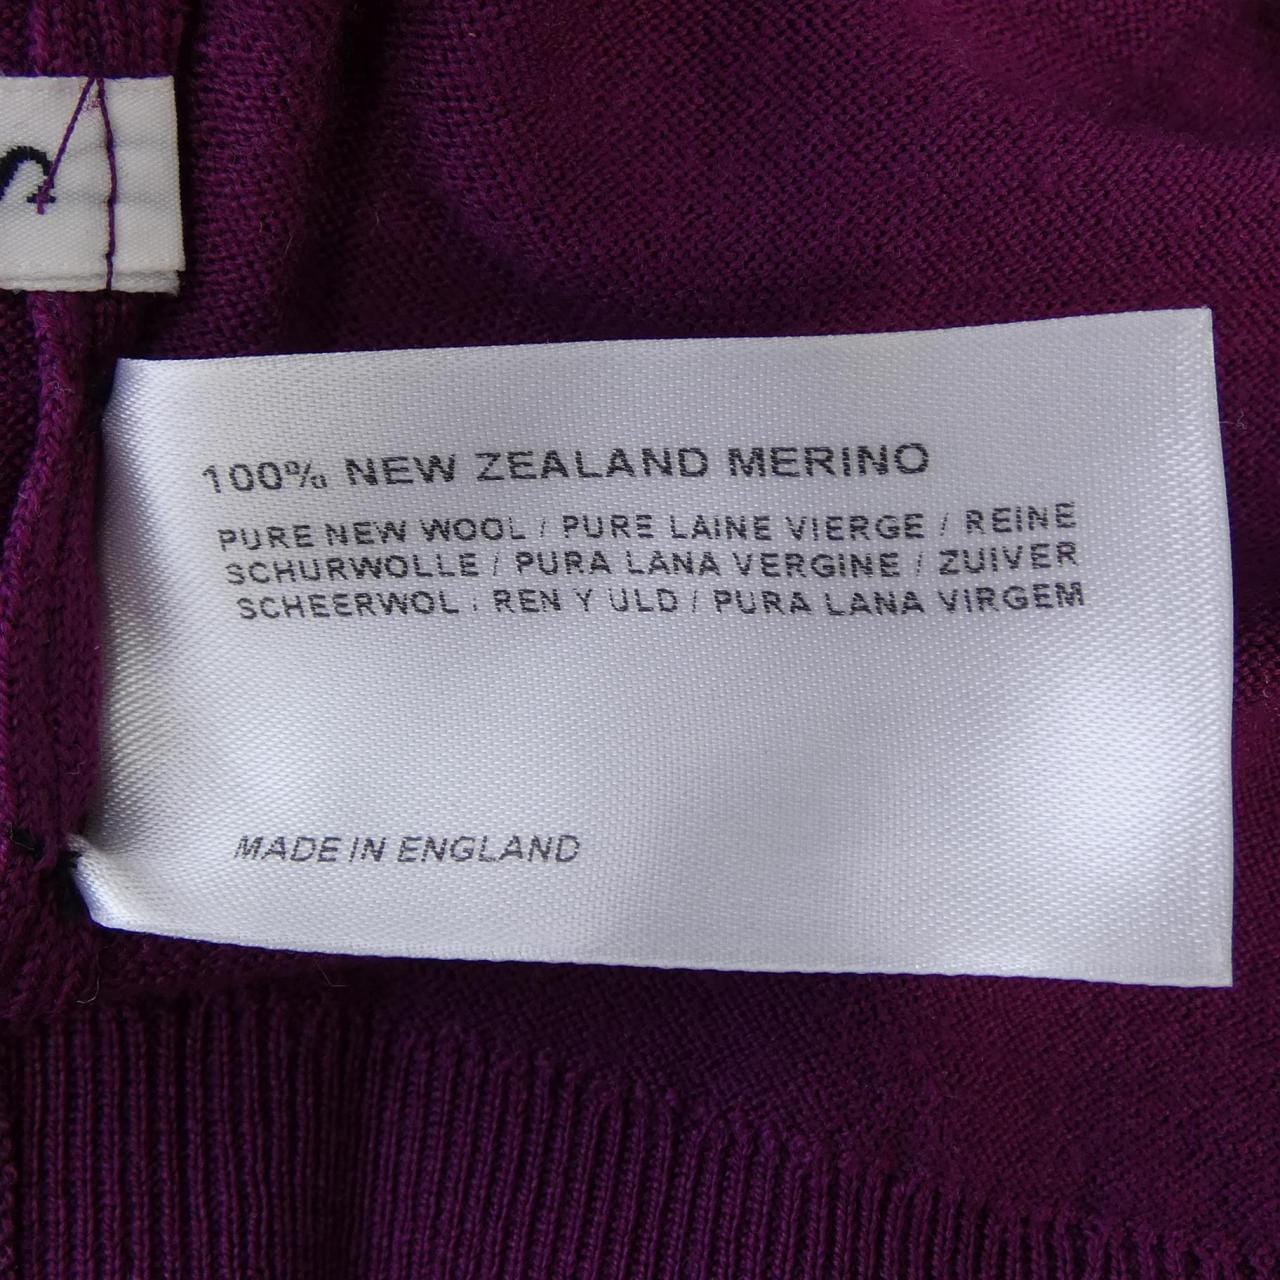 100% NEW ZEALAND MERINO
PURE NEW WOOL / PURE LAINE VIERGE / REINE
SCHURWOLLE / PURA LANA VERGINE / ZUIVER
SCHEERWOL / REN Y ULD / PURA LANA VIRGEM
MADE IN ENGLAND